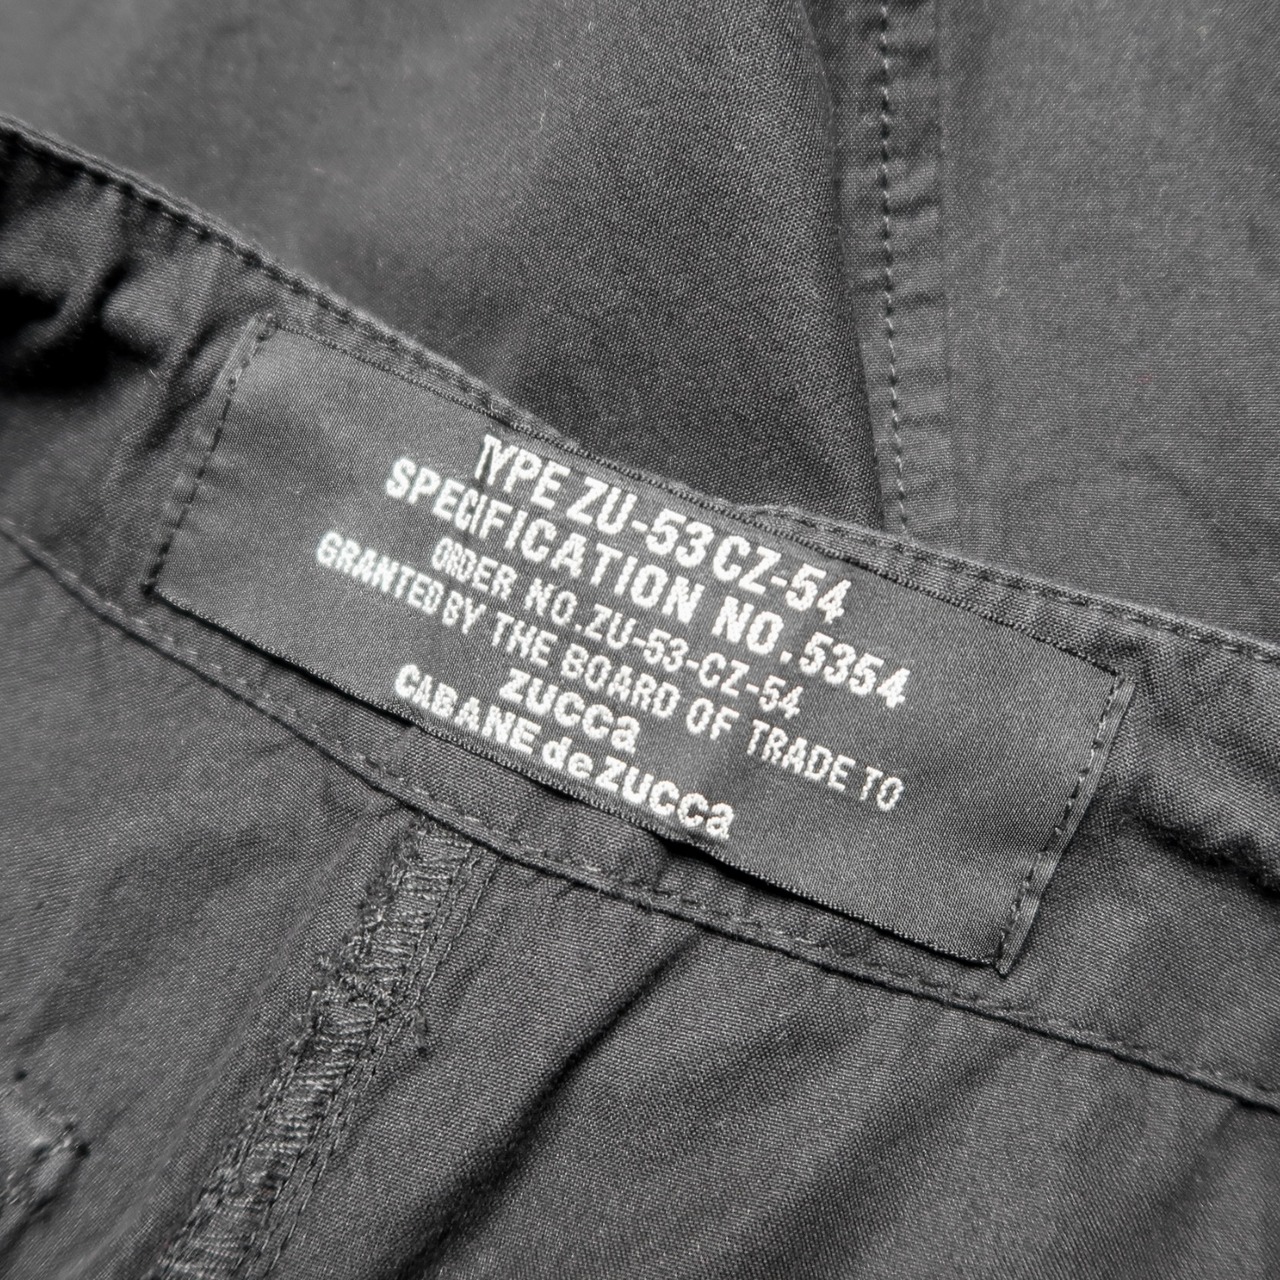 TYPE ZU-53CZ-54
SPECIFICATION NO. 5354
ORDER NO. ZU-53-CZ-54
GRANTED BY THE BOARD OF TRADE TO
ZUCCa
CABANE de ZUCCa